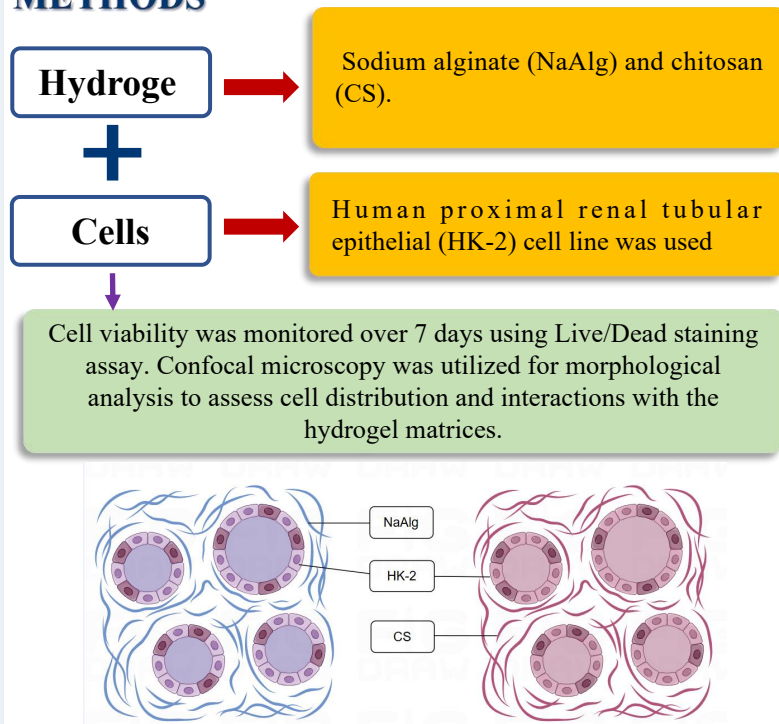 METHODS
Hydroge
Sodium alginate (NaAlg) and chitosan
(CS).
Cells
Human proximal renal tubular
epithelial (HK-2) cell line was used
Cell viability was monitored over 7 days using Live/Dead staining
assay. Confocal microscopy was utilized for morphological
analysis to assess cell distribution and interactions with the
hydrogel matrices.
NaAlg
HK-2
CS